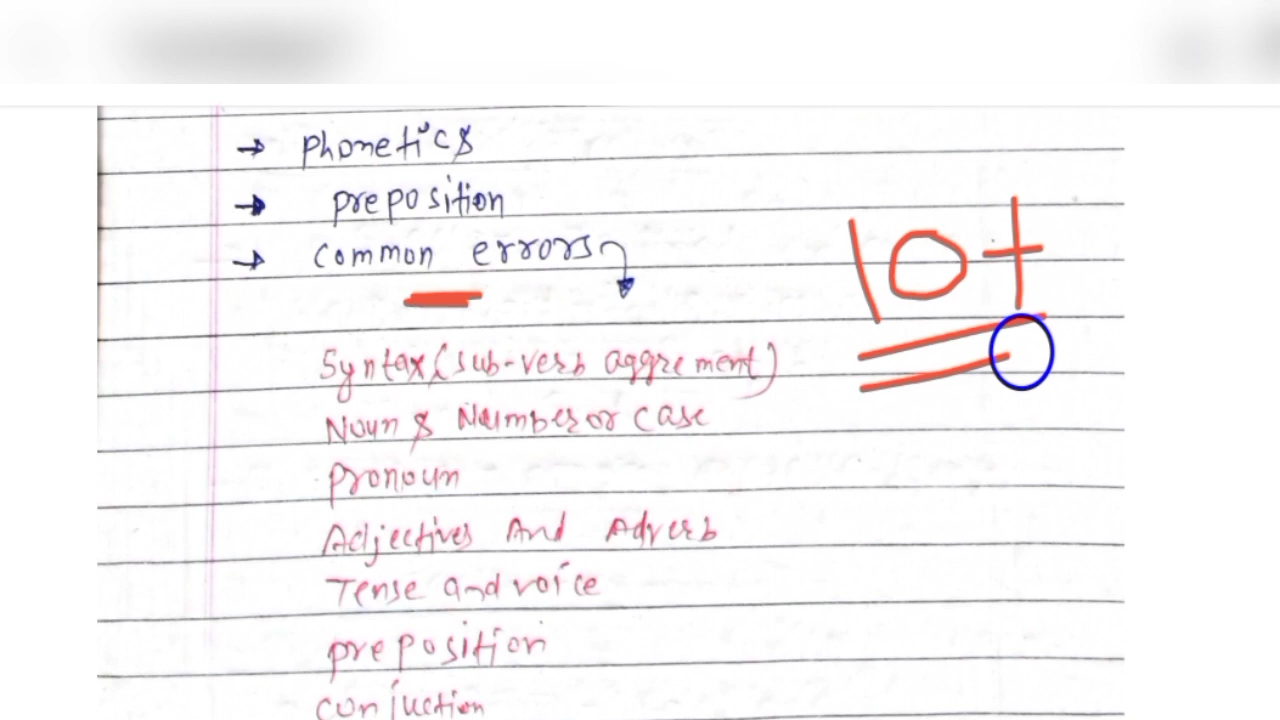 → Phonetics
→ preposition
→ Common errors
10+
Syntax (sub-verb aggrement)
Noun & Number or case
pronoun
Adjectives And Adverb
Tense and voice
preposition
conjuction